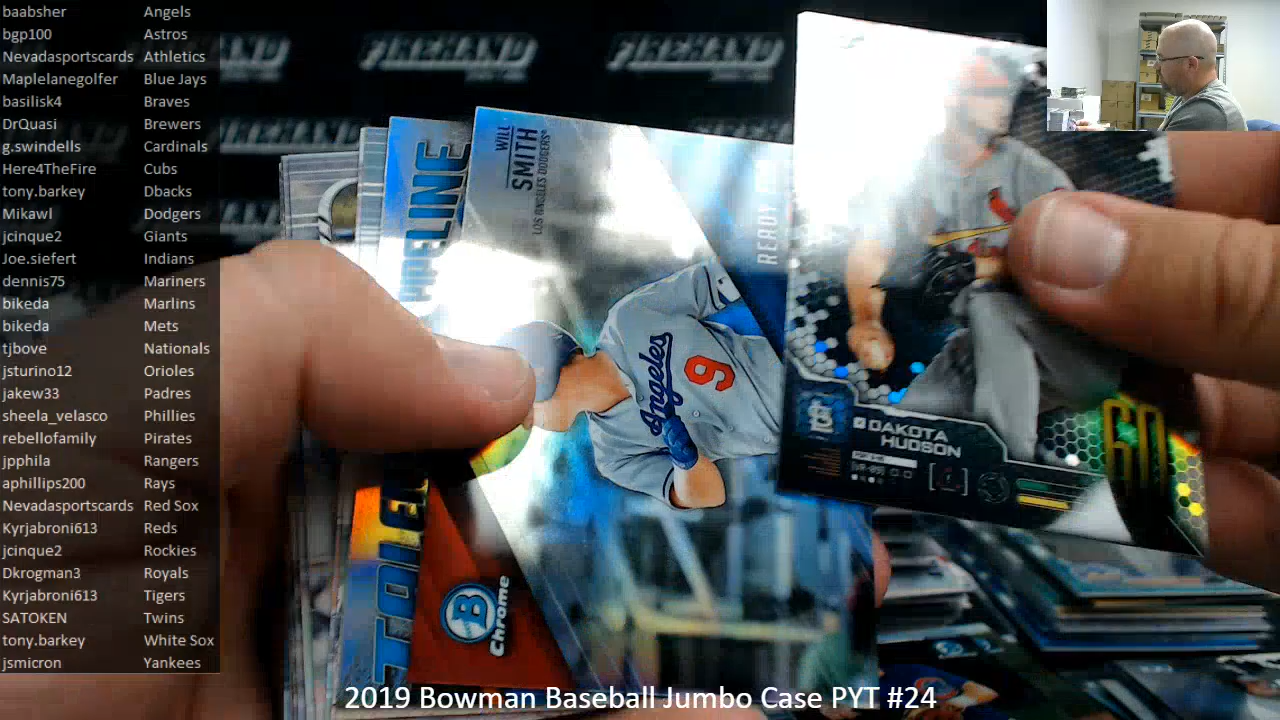 baabsher Angels
bgp100 Astros
Nevadasportscards Athletics
Maplelanegolfer Blue Jays
basilisk4 Braves
DrQuasi Brewers
g.swindells Cardinals
Here4TheFire Cubs
tony.barkey Dbacks
Mikawl Dodgers
jcinque2 Giants
Joe.siefert Indians
dennis75 Mariners
bikeda Marlins
bikeda Mets
tjbove Nationals
jsturino12 Orioles
jakew33 Padres
sheela_velasco Phillies
rebellofamily Pirates
jpphila Rangers
aphillips200 Rays
Nevadasportscards Red Sox
Kyrjabroni613 Reds
jcinque2 Rockies
Dkrogman3 Royals
Kyrjabroni613 Tigers
SATOKEN Twins
tony.barkey White Sox
jsmicron Yankees
FIREHAND
FIREHAND
WILL
SMITH
LOS ANGELES DODGERS
READY
Angeles
9
B
Chrome
DAKOTA
HUDSON
60
2019 Bowman Baseball Jumbo Case PYT #24